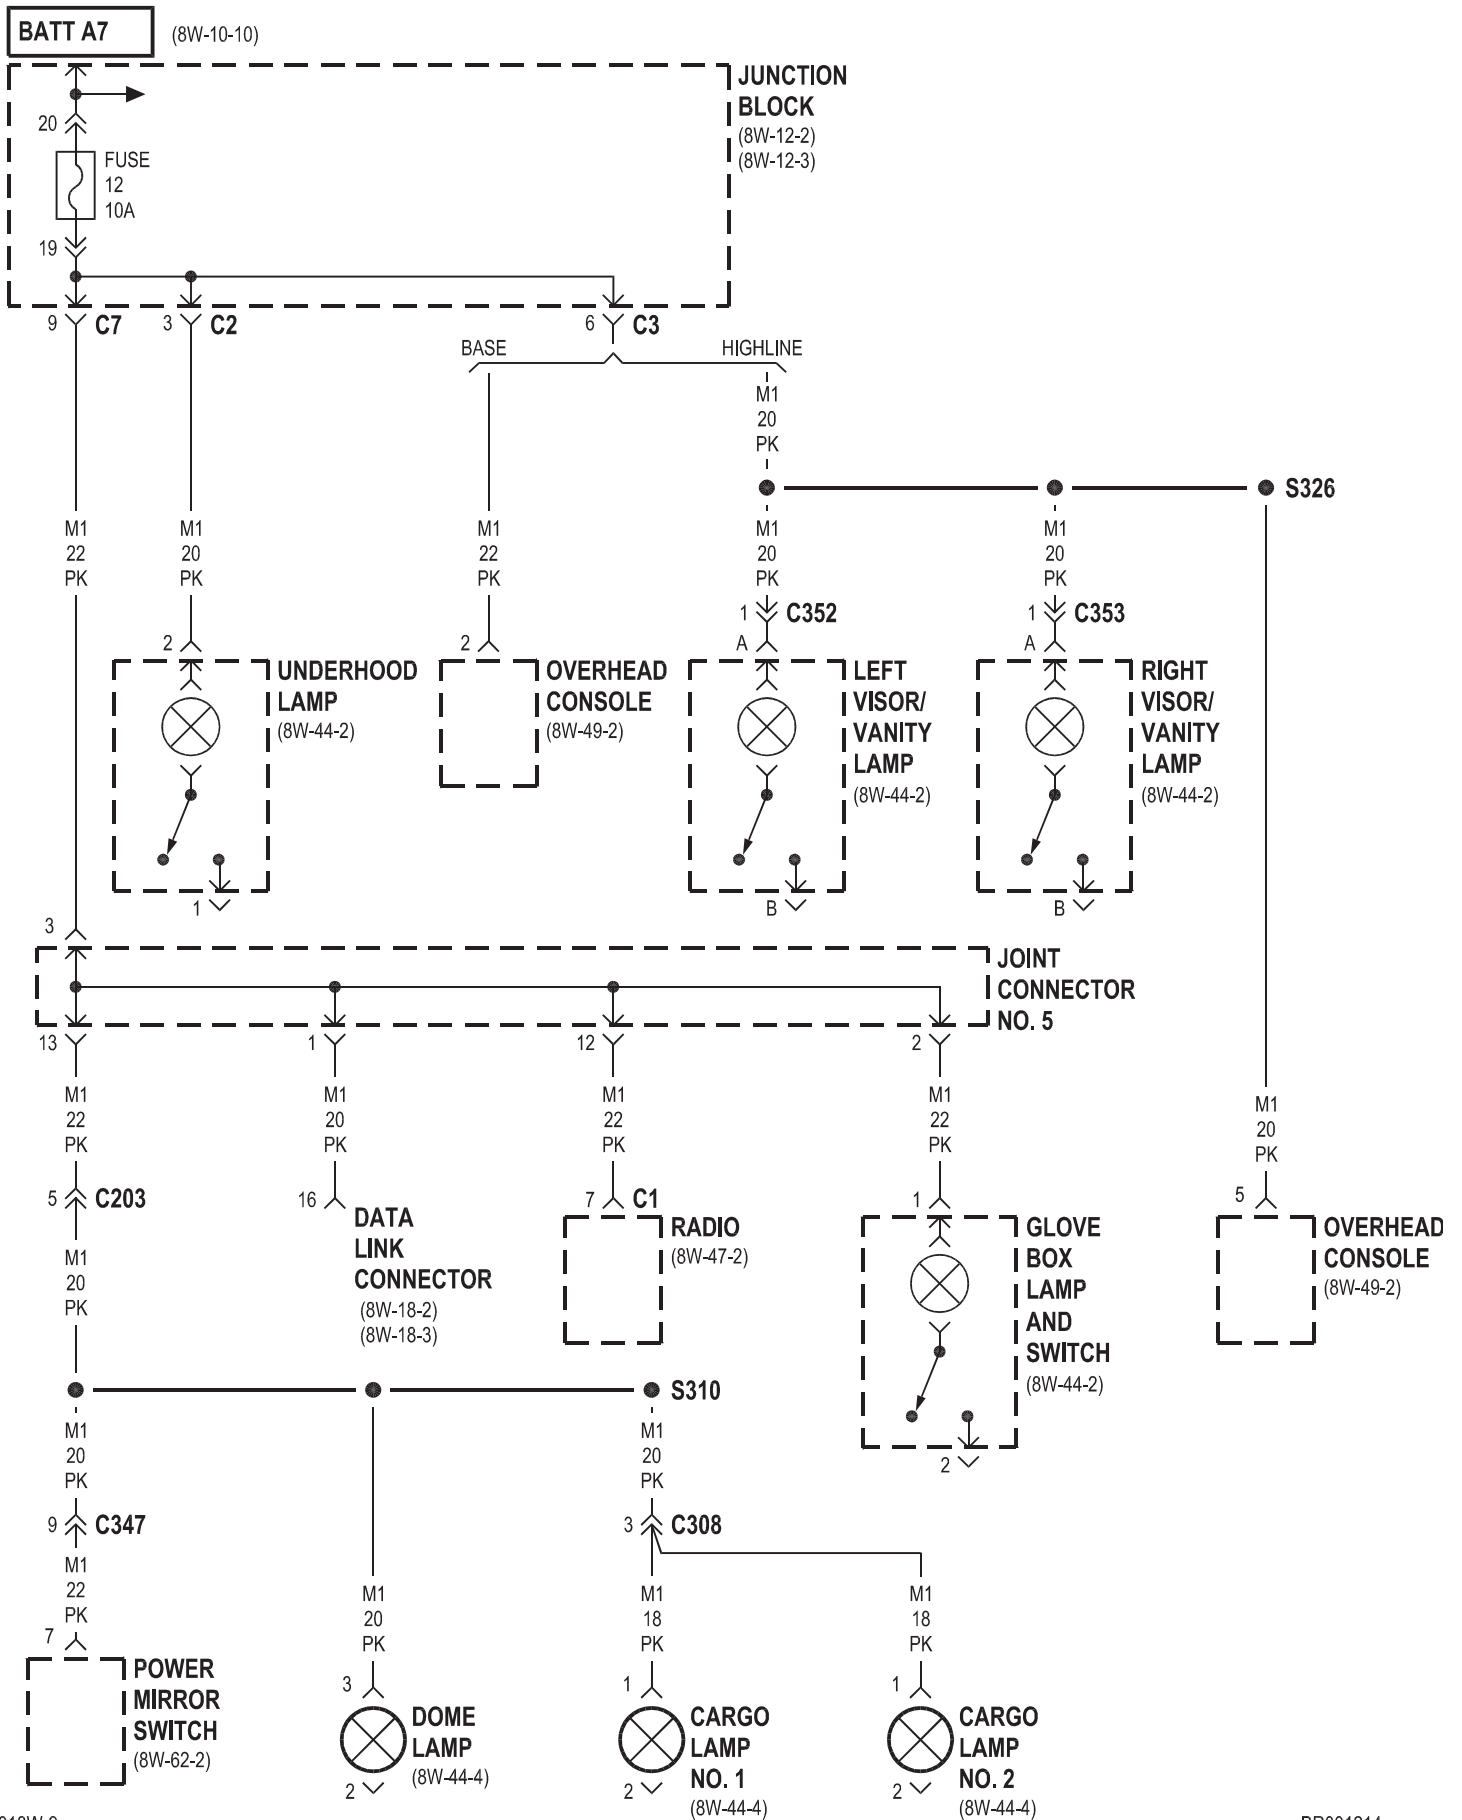 BATT A7
(8W-10-10)
JUNCTION
BLOCK
(8W-12-2)
(8W-12-3)
20
FUSE
12
10A
19
9 C7
3 C2
6 C3
BASE
HIGHLINE
M1
20
PK
S326
M1
22
PK
M1
20
PK
M1
22
PK
M1
20
PK
M1
20
PK
1 C352
1 C353
2
2
A
A
UNDERHOOD
LAMP
(8W-44-2)
OVERHEAD
CONSOLE
(8W-49-2)
LEFT
VISOR/
VANITY
LAMP
(8W-44-2)
RIGHT
VISOR/
VANITY
LAMP
(8W-44-2)
1
B
B
3
JOINT
CONNECTOR
NO. 5
13
1
12
2
M1
22
PK
M1
20
PK
M1
22
PK
M1
22
PK
M1
20
PK
5 C203
16
DATA
LINK
CONNECTOR
(8W-18-2)
(8W-18-3)
7 C1
RADIO
(8W-47-2)
1
GLOVE
BOX
LAMP
AND
SWITCH
(8W-44-2)
2
5
OVERHEAD
CONSOLE
(8W-49-2)
M1
20
PK
S310
M1
20
PK
M1
20
PK
9 C347
3 C308
M1
22
PK
M1
20
PK
M1
18
PK
M1
18
PK
7
POWER
MIRROR
SWITCH
(8W-62-2)
3
DOME
LAMP
(8W-44-4)
2
1
CARGO
LAMP
NO. 1
(8W-44-4)
2
1
CARGO
LAMP
NO. 2
(8W-44-4)
2